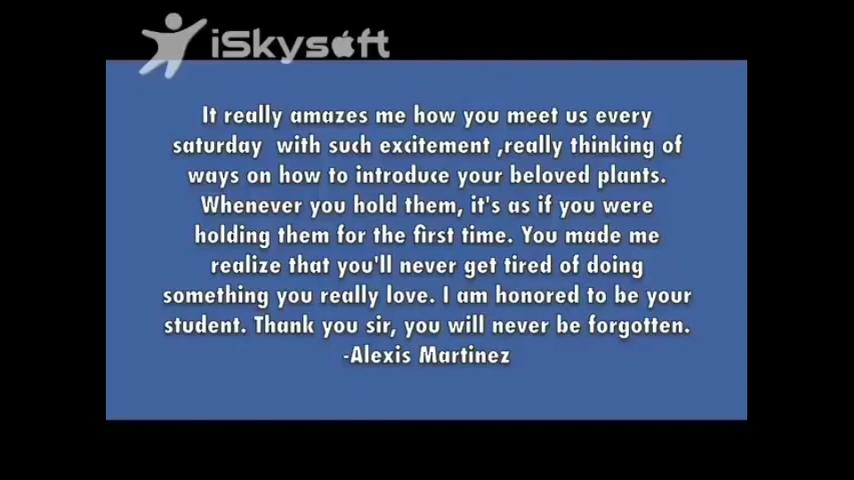 iSkysoft
It really amazes me how you meet us every
saturday with such excitement ,really thinking of
ways on how to introduce your beloved plants.
Whenever you hold them, it's as if you were
holding them for the first time. You made me
realize that you'll never get tired of doing
something you really love. I am honored to be your
student. Thank you sir, you will never be forgotten.
-Alexis Martinez